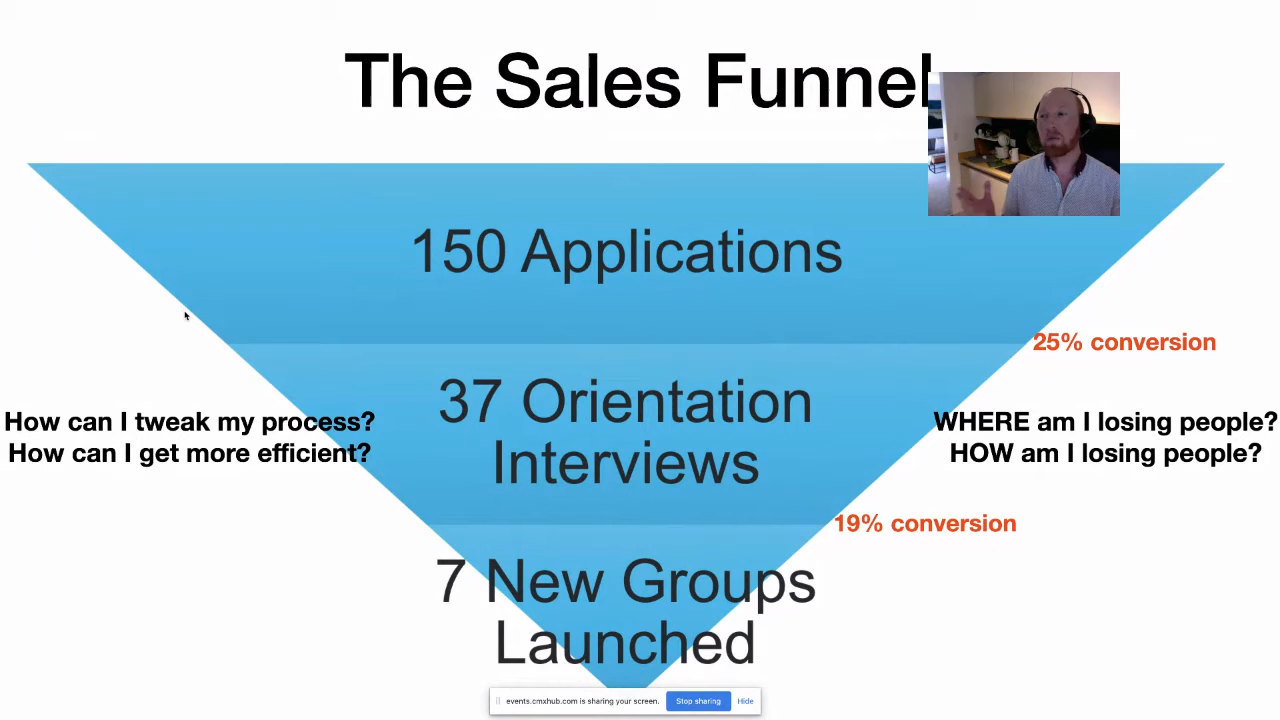 The Sales Funnel
150 Applications
25% conversion
37 Orientation
Interviews
How can I tweak my process?
How can I get more efficient?
WHERE am I losing people?
HOW am I losing people?
19% conversion
7 New Groups
Launched
events.cmxhub.com is sharing your screen.
Stop sharing
Hide